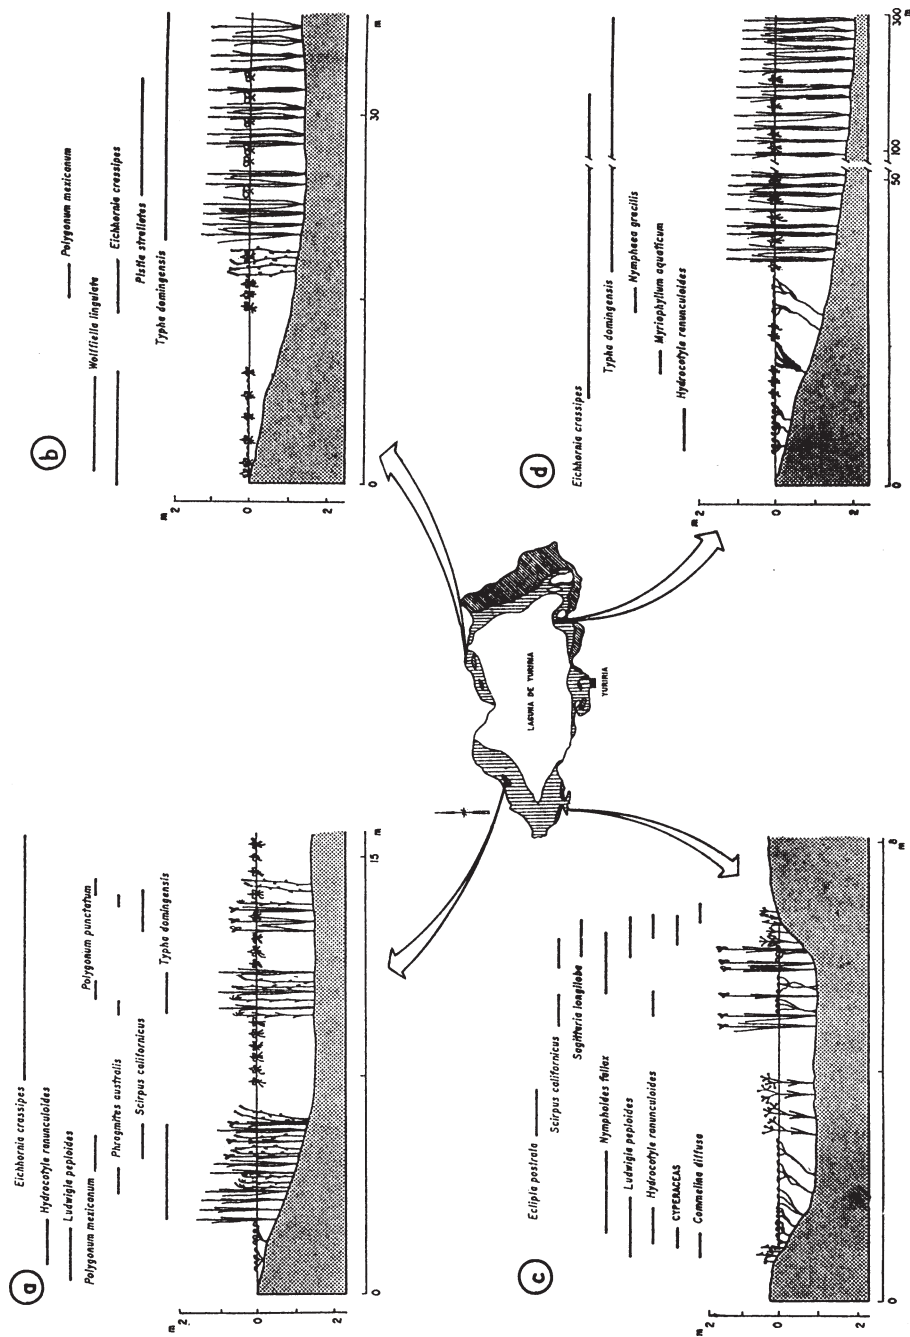 a
Eichhornia crassipes
Hydrocotyle ranunculoides
Ludwigia peploides
Polygonum mexicanum
Polygonum punctatum
Phragmites australis
Scirpus californicus
Typha domingensis
m
2
0
2
15
m
b
Polygonum mexicanum
Wolffiella lingulata
Eichhornia crassipes
Pistia stratiotes
Typha domingensis
m
2
0
2
0
30
m
LAGUNA DE YURIRIA
YURIRIA
c
Eclipta postrata
Scirpus californicus
Sagittaria longiloba
Nymphoides fallax
Ludwigia peploides
Hydrocotyle ranunculoides
CYPERACEAS
Commelina diffusa
m
2
0
2
0
8
m
d
Eichhornia crassipes
Typha domingensis
Nymphaea gracilis
Myriophyllum aquaticum
Hydrocotyle ranunculoides
m
2
0
2
0
50
100
300
m